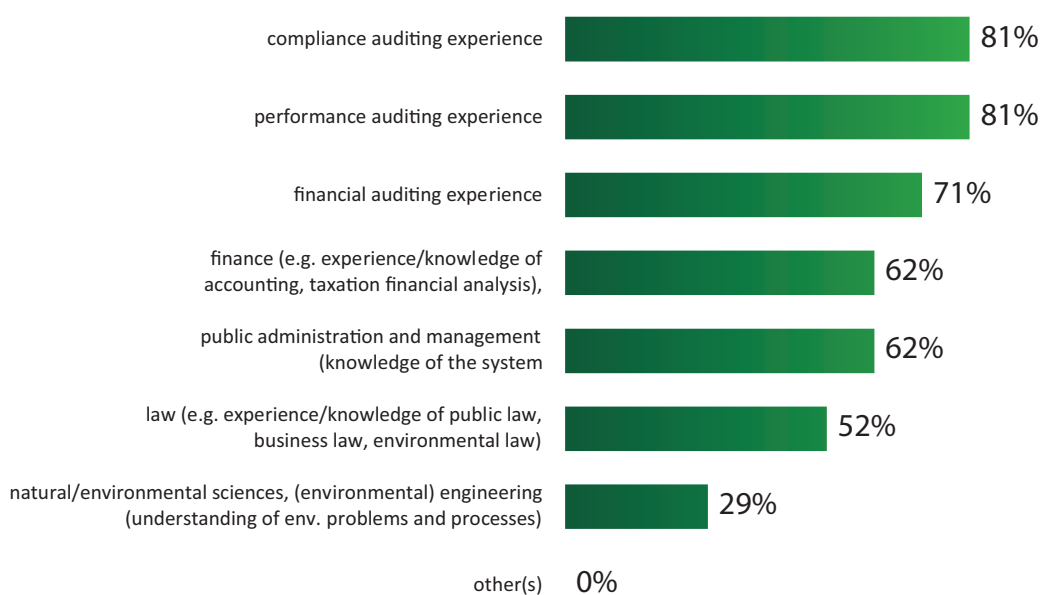 compliance auditing experience 81%
performance auditing experience 81%
financial auditing experience 71%
finance (e.g. experience/knowledge of
accounting, taxation financial analysis), 62%
public administration and management
(knowledge of the system 62%
law (e.g. experience/knowledge of public law,
business law, environmental law) 52%
natural/environmental sciences, (environmental) engineering
(understanding of env. problems and processes) 29%
other(s) 0%